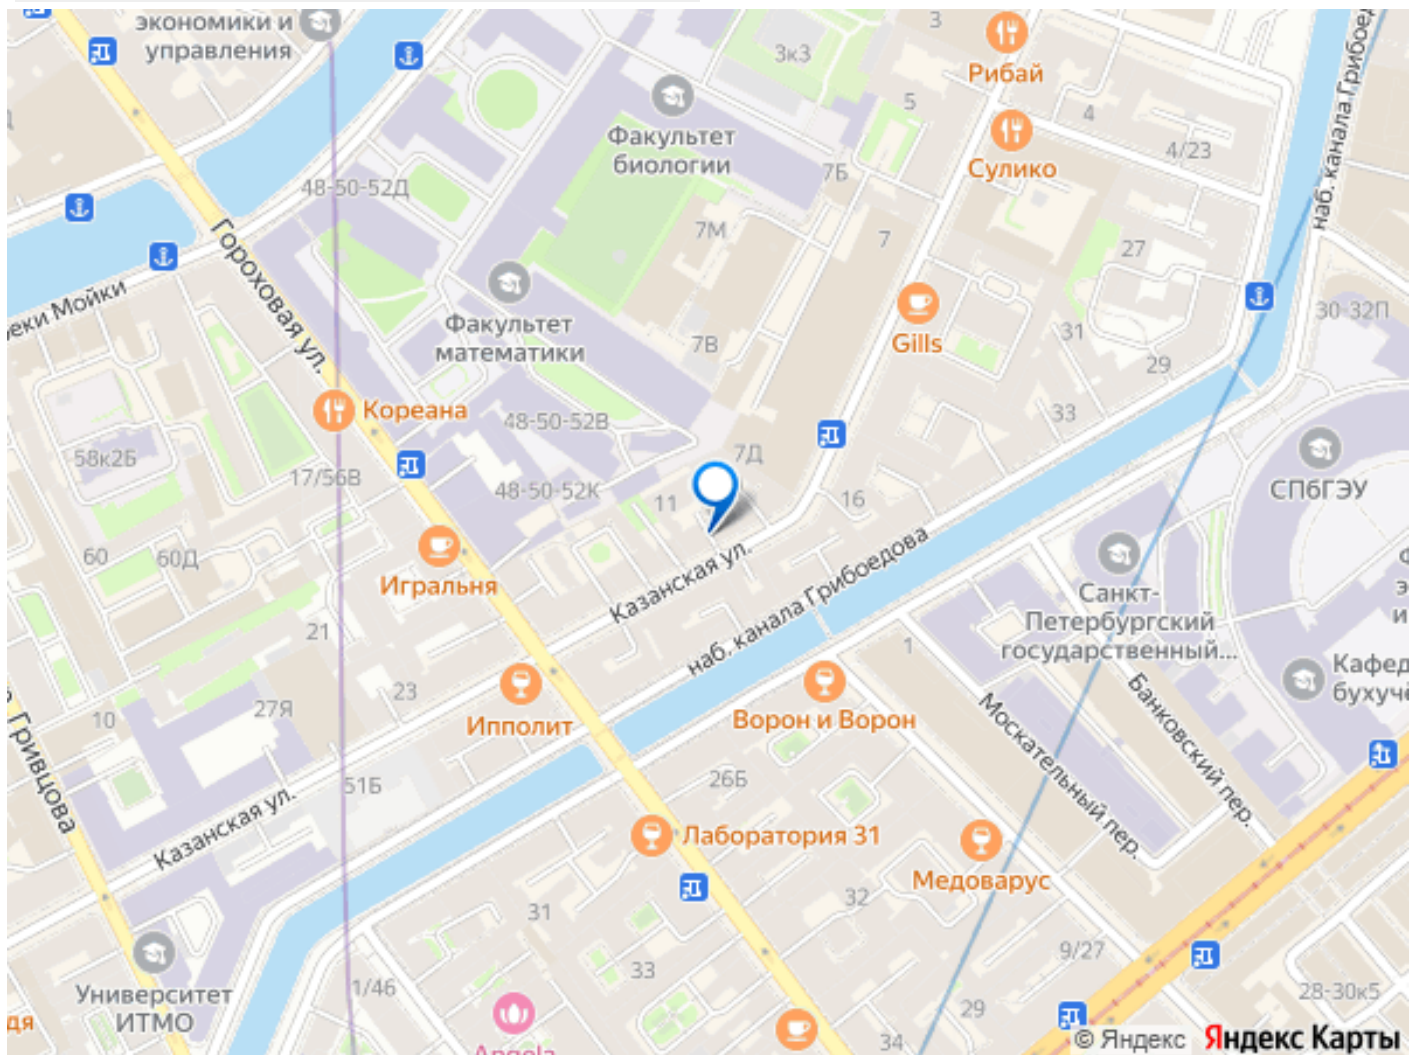 экономики и
управления
3к3
3
Рибай
5
4
4/23
Сулико
Факультет
биологии
7Б
наб. канала Грибоед
48-50-52Д
7М
7
27
Гороховая ул.
еки Мойки
Факультет
математики
7В
Gills
31
30-32П
29
33
Кореана
48-50-52В
58к2Б
17/56В
48-50-52К
7Д
11
16
СПбГЭУ
60
60Д
Игральня
Казанская ул.
наб. канала Грибоедова
Санкт-
Петербургский
государственный...
21
23
1
Кафед
бухучё
10
27Я
Ипполит
Ворон и Ворон
Москательный пер.
Банковский пер.
Гривцова
51Б
26Б
Казанская ул.
Лаборатория 31
Медоварус
32
31
9/27
33
Университет
ИТМО
1/46
28-30к5
дя
29
34
Angela
© Яндекс Яндекс Карты